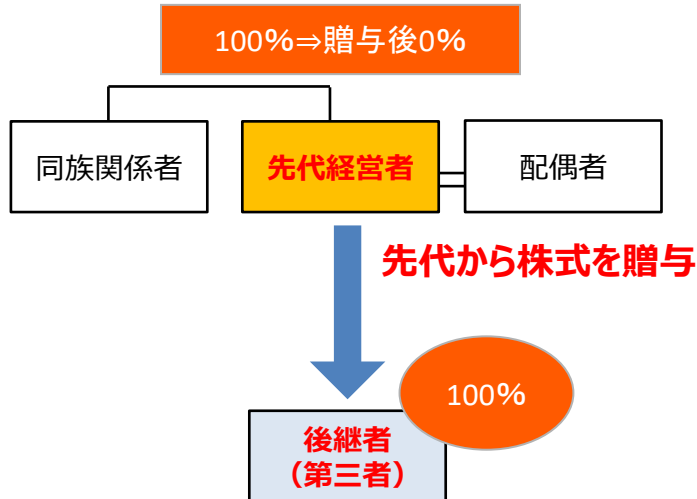 100%⇒贈与後0%
同族関係者
先代経営者
配偶者
先代から株式を贈与
100%
後継者
（第三者）